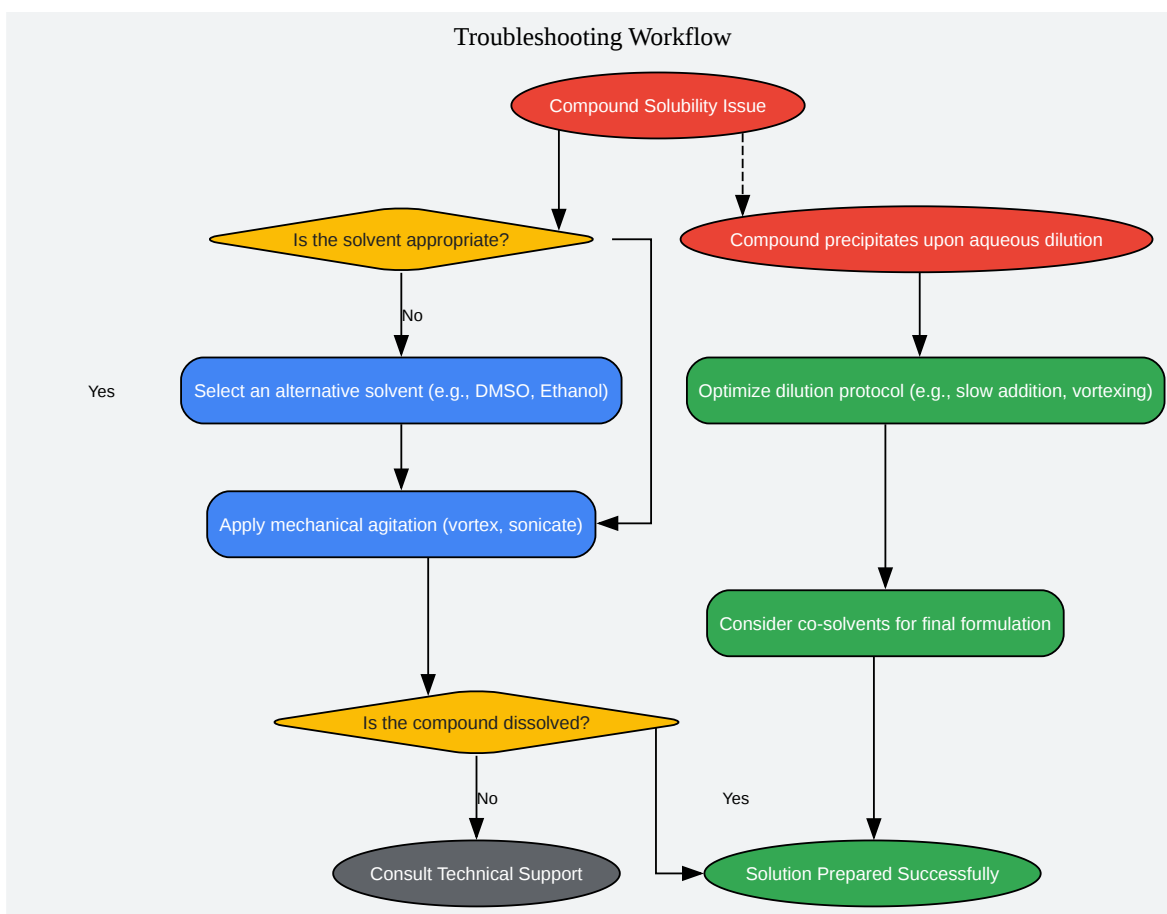 Troubleshooting Workflow
Compound Solubility Issue
Is the solvent appropriate?
Compound precipitates upon aqueous dilution
No
Yes
Select an alternative solvent (e.g., DMSO, Ethanol)
Optimize dilution protocol (e.g., slow addition, vortexing)
Apply mechanical agitation (vortex, sonicate)
Consider co-solvents for final formulation
Is the compound dissolved?
No
Yes
Consult Technical Support
Solution Prepared Successfully